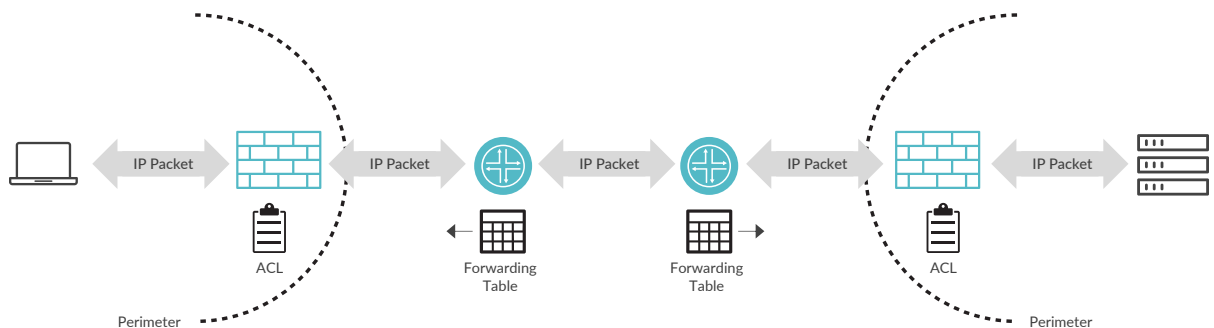 IP Packet
IP Packet
IP Packet
IP Packet
IP Packet
ACL
Forwarding
Table
Forwarding
Table
ACL
Perimeter
Perimeter